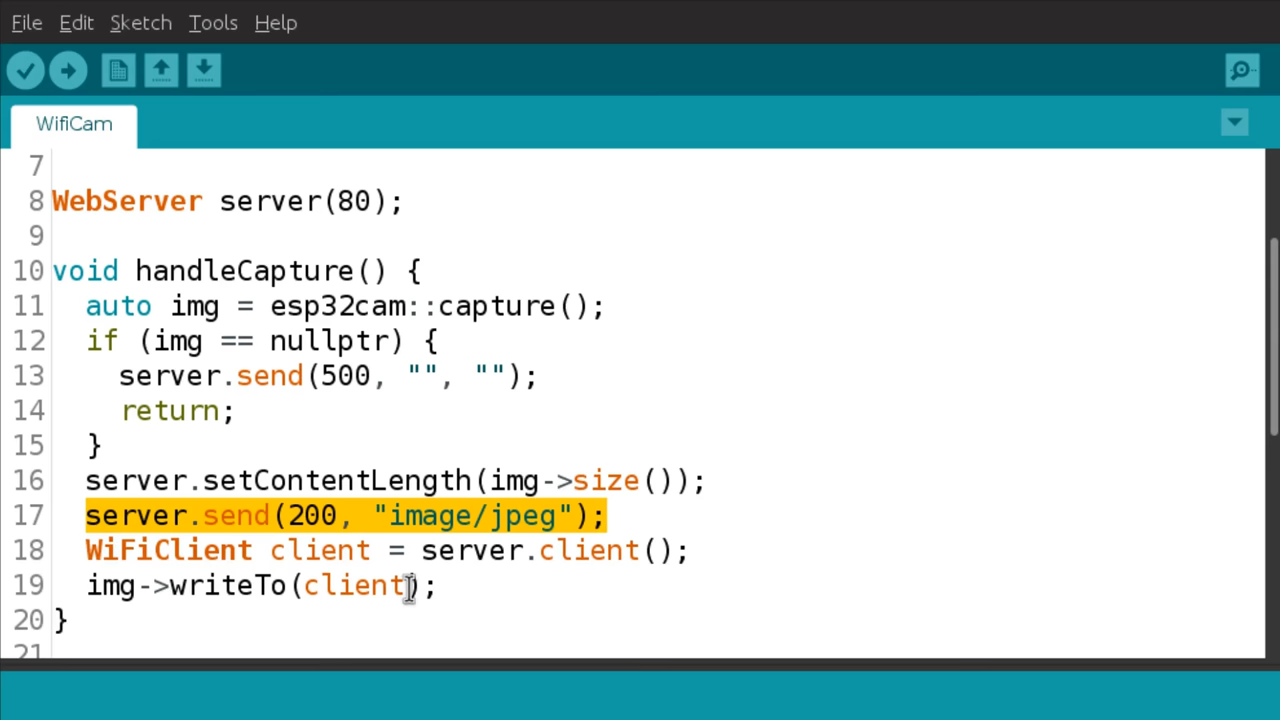 File Edit Sketch Tools Help
WifiCam
7
8 WebServer server(80);
9
10 void handleCapture() {
11 auto img = esp32cam::capture();
12 if (img == nullptr) {
13 server.send(500, "", "");
14 return;
15 }
16 server.setContentLength(img->size());
17 server.send(200, "image/jpeg");
18 WiFiClient client = server.client();
19 img->writeTo(client);
20 }
21